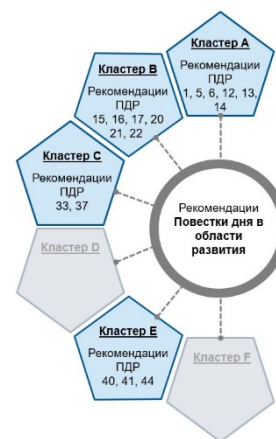 Кластер A
Рекомендации
ПДР
1, 5, 6, 12, 13,
14
Кластер B
Рекомендации
ПДР
15, 16, 17, 20
21, 22
Кластер C
Рекомендации
ПДР
33, 37
Кластер D
Кластер E
Рекомендации
ПДР
40, 41, 44
Кластер F
Рекомендации
Повестки дня в
области
развития